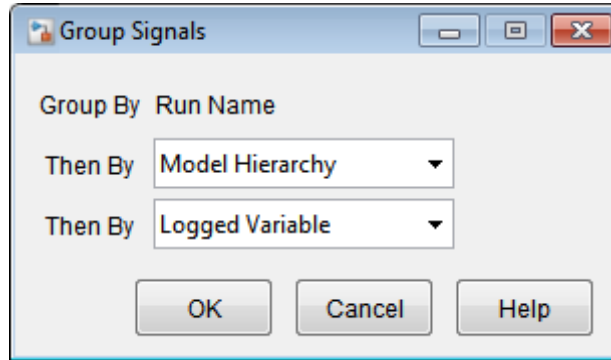 Group Signals
Group By Run Name
Then By Model Hierarchy
Then By Logged Variable
OK Cancel Help